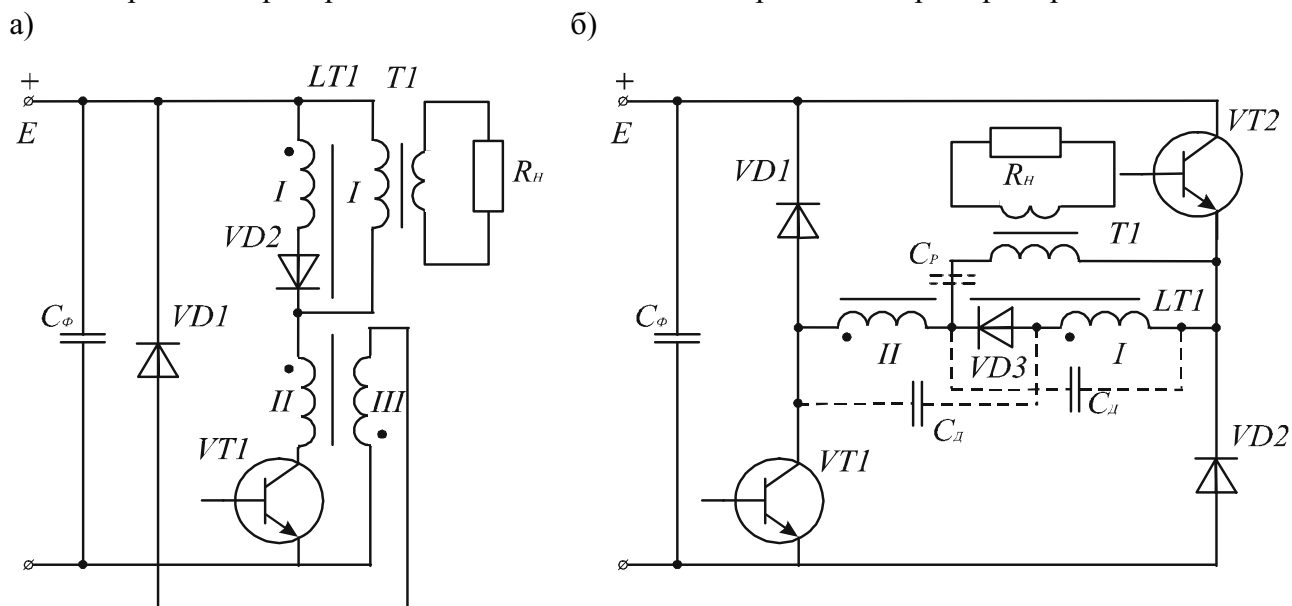 а)
б)
LT1
T1
+
E
I
I
Rн
VD2
Cф
VD1
II
III
VT1
+
E
VT2
VD1
Rн
T1
Cр
LT1
Cф
II
VD3
I
Cд
Cд
VT1
VD2